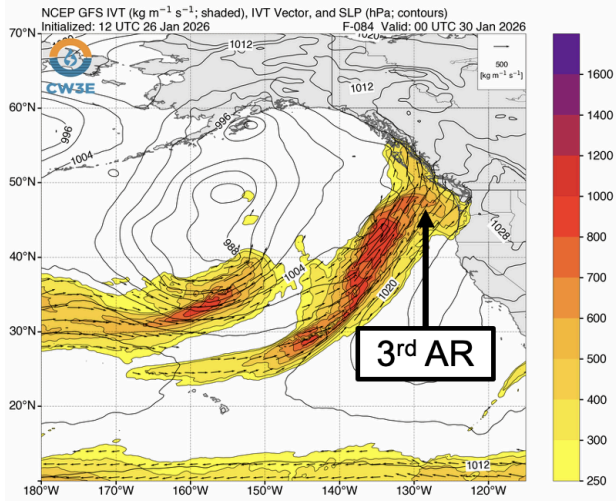 NCEP GFS IVT (kg m⁻¹ s⁻¹; shaded), IVT Vector, and SLP (hPa; contours)
Initialized: 12 UTC 26 Jan 2026 F-084 Valid: 00 UTC 30 Jan 2026
70°N
60°N
50°N
40°N
30°N
20°N
180°W
170°W
160°W
150°W
140°W
130°W
CW3E
500
[kg m⁻¹ s⁻¹]
1012
1020
1012
996
996
1004
988
1004
1020
1028
1012
3rd AR
1600
1400
1200
1000
800
700
600
500
400
300
250